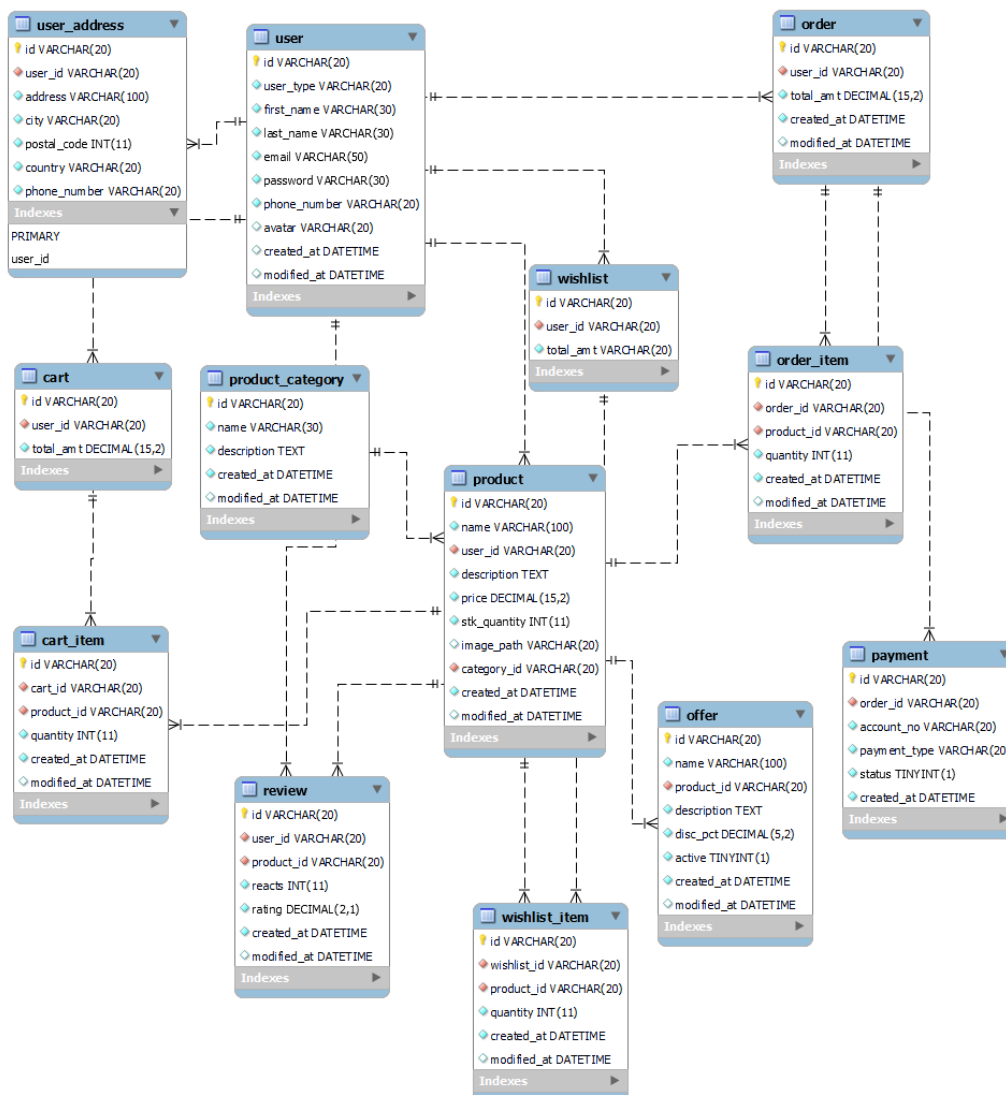 user_address
id VARCHAR(20)
user_id VARCHAR(20)
address VARCHAR(100)
city VARCHAR(20)
postal_code INT(11)
country VARCHAR(20)
phone_number VARCHAR(20)
Indexes
PRIMARY
user_id
user
id VARCHAR(20)
user_type VARCHAR(20)
first_name VARCHAR(30)
last_name VARCHAR(30)
email VARCHAR(50)
password VARCHAR(30)
phone_number VARCHAR(20)
avatar VARCHAR(20)
created_at DATETIME
modified_at DATETIME
Indexes
order
id VARCHAR(20)
user_id VARCHAR(20)
total_amt DECIMAL(15,2)
created_at DATETIME
modified_at DATETIME
Indexes
wishlist
id VARCHAR(20)
user_id VARCHAR(20)
total_amt VARCHAR(20)
Indexes
cart
id VARCHAR(20)
user_id VARCHAR(20)
total_amt DECIMAL(15,2)
Indexes
product_category
id VARCHAR(20)
name VARCHAR(30)
description TEXT
created_at DATETIME
modified_at DATETIME
Indexes
order_item
id VARCHAR(20)
order_id VARCHAR(20)
product_id VARCHAR(20)
quantity INT(11)
created_at DATETIME
modified_at DATETIME
Indexes
product
id VARCHAR(20)
name VARCHAR(100)
user_id VARCHAR(20)
description TEXT
price DECIMAL(15,2)
stk_quantity INT(11)
image_path VARCHAR(20)
category_id VARCHAR(20)
created_at DATETIME
modified_at DATETIME
Indexes
cart_item
id VARCHAR(20)
cart_id VARCHAR(20)
product_id VARCHAR(20)
quantity INT(11)
created_at DATETIME
modified_at DATETIME
Indexes
payment
id VARCHAR(20)
order_id VARCHAR(20)
account_no VARCHAR(20)
payment_type VARCHAR(20
status TINYINT(1)
created_at DATETIME
Indexes
offer
id VARCHAR(20)
name VARCHAR(100)
product_id VARCHAR(20)
description TEXT
disc_pct DECIMAL(5,2)
active TINYINT(1)
created_at DATETIME
modified_at DATETIME
Indexes
review
id VARCHAR(20)
user_id VARCHAR(20)
product_id VARCHAR(20)
reacts INT(11)
rating DECIMAL(2,1)
created_at DATETIME
modified_at DATETIME
Indexes
wishlist_item
id VARCHAR(20)
wishlist_id VARCHAR(20)
product_id VARCHAR(20)
quantity INT(11)
created_at DATETIME
modified_at DATETIME
Indexes